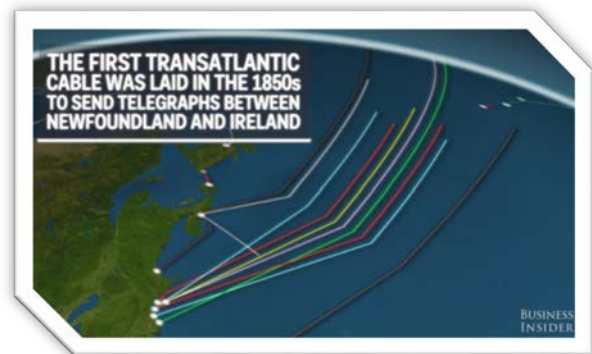 THE FIRST TRANSATLANTIC
CABLE WAS LAID IN THE 1850s
TO SEND TELEGRAPHS BETWEEN
NEWFOUNDLAND AND IRELAND
BUSINESS
INSIDER